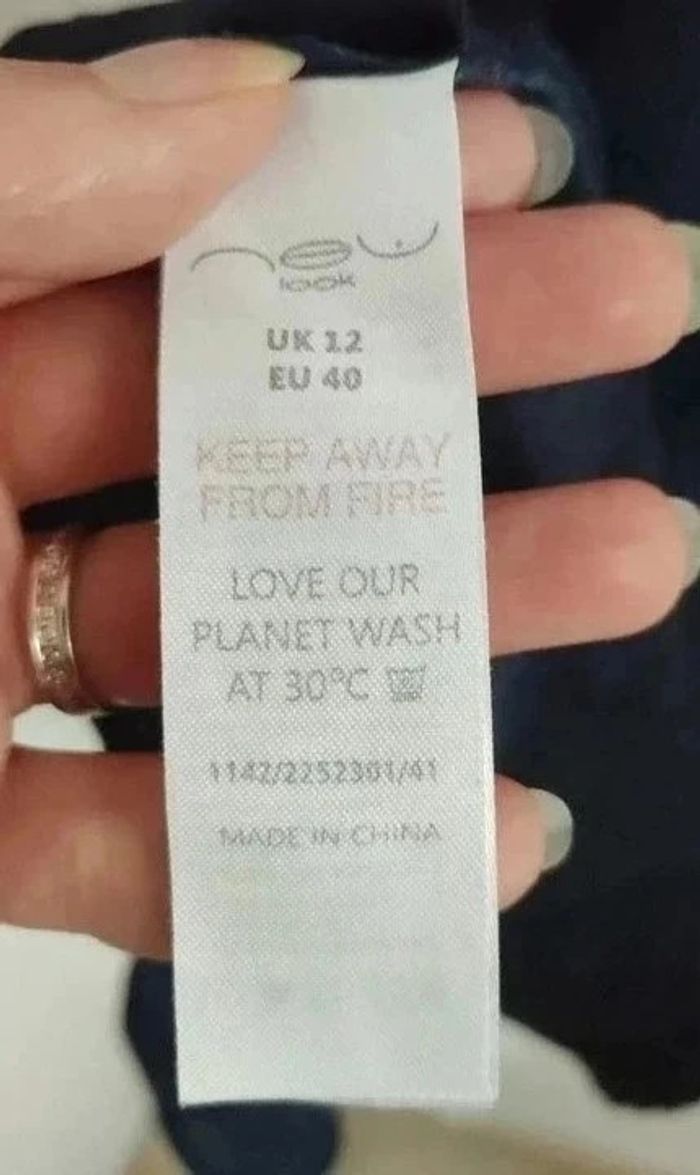 new
look
UK 12
EU 40
KEEP AWAY
FROM FIRE
LOVE OUR
PLANET WASH
AT 30°C
1142/2252301/41
MADE IN CHINA